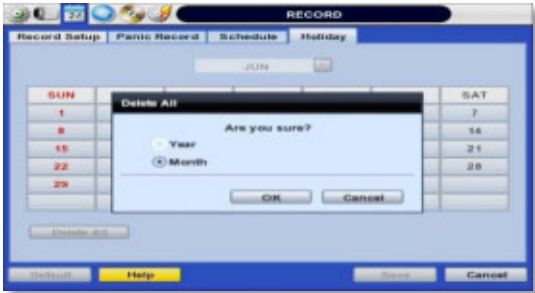 RECORD
Record Setup Panic Record Schedule Holiday
JUN
SUN SAT
Delete All
1 7
Are you sure?
8 14
Year
15 21
Month
22 28
29
OK Cancel
Delete All
Default Help Save Cancel